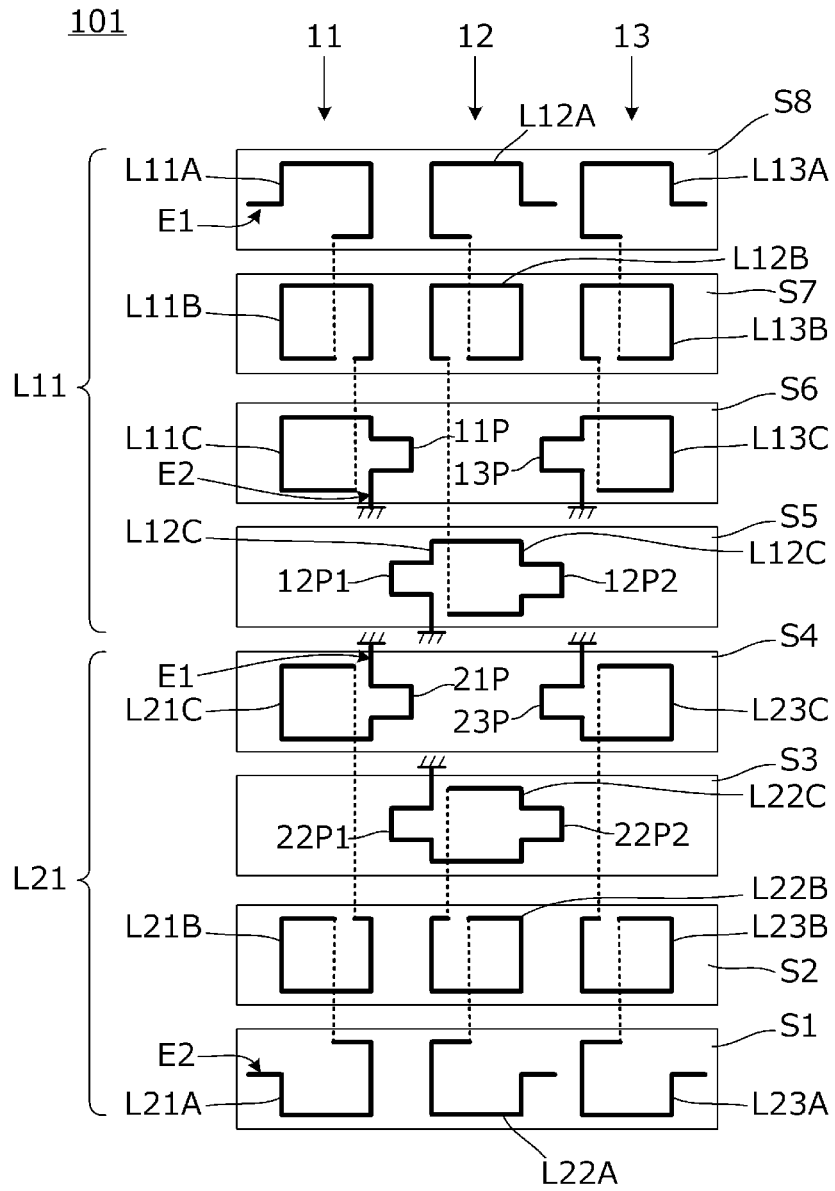 101
11 12 13
S8
L12A
L11A L13A
E1
L12B
S7
L11B L13B
L11
S6
11P
L11C L13C
13P
E2
S5
L12C L12C
12P1 12P2
S4
E1
21P
L21C 23P L23C
S3
L22C
22P1 22P2
L21
L22B
L21B L23B
S2
S1
E2
L21A L23A
L22A